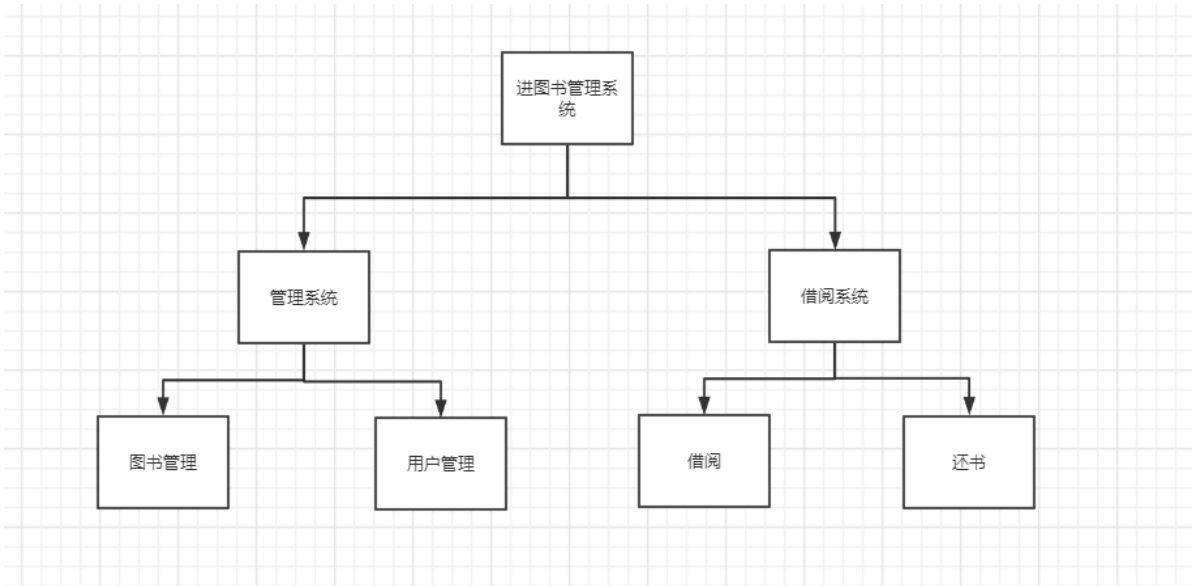 进图书管理系
统
管理系统
借阅系统
图书管理
用户管理
借阅
还书